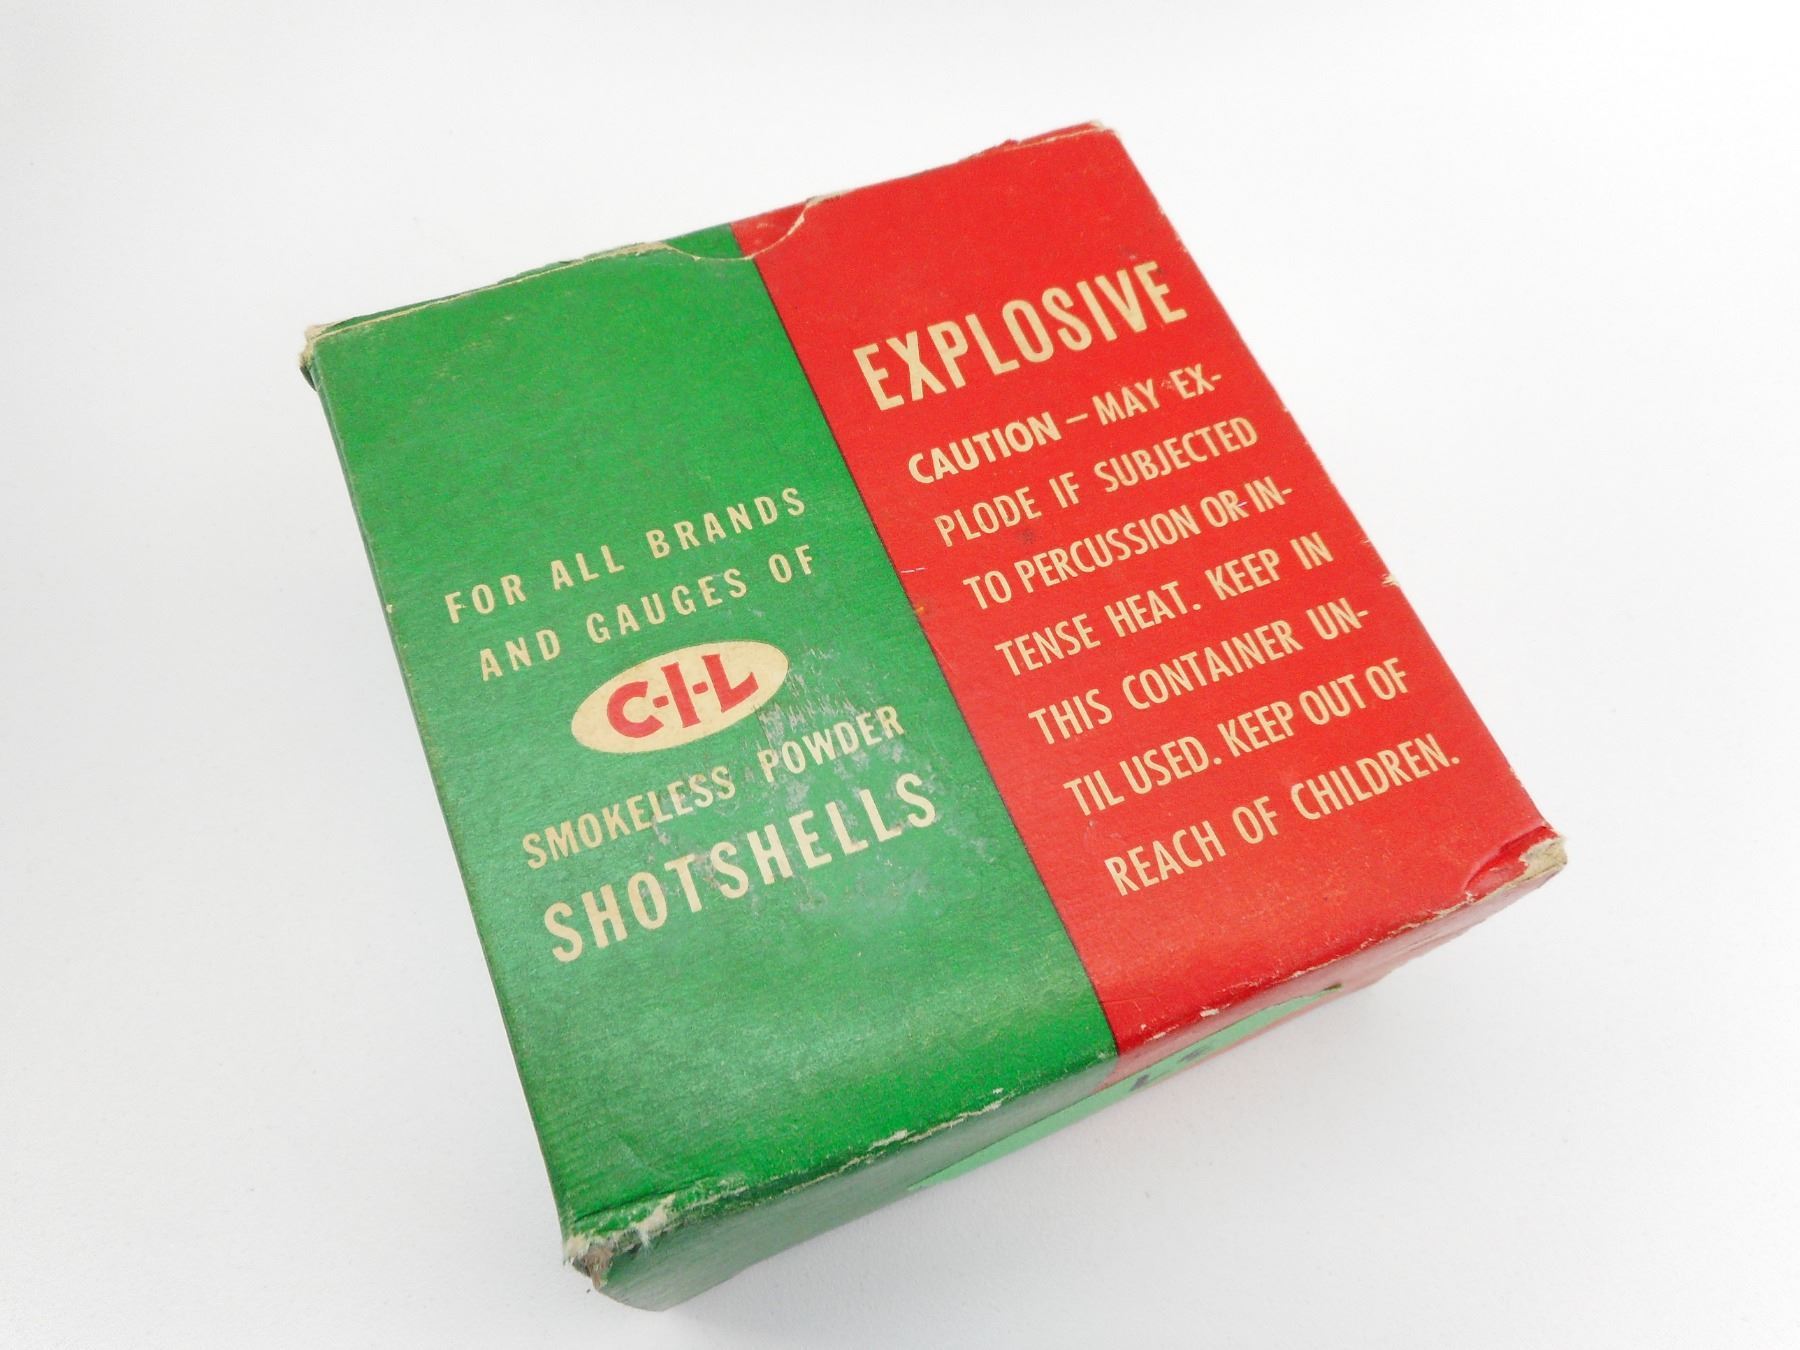 FOR ALL BRANDS
AND GAUGES OF
C-I-L
SMOKELESS POWDER
SHOTSHELLS
EXPLOSIVE
CAUTION – MAY EX-
PLODE IF SUBJECTED
TO PERCUSSION OR IN-
TENSE HEAT. KEEP IN
THIS CONTAINER UN-
TIL USED. KEEP OUT OF
REACH OF CHILDREN.